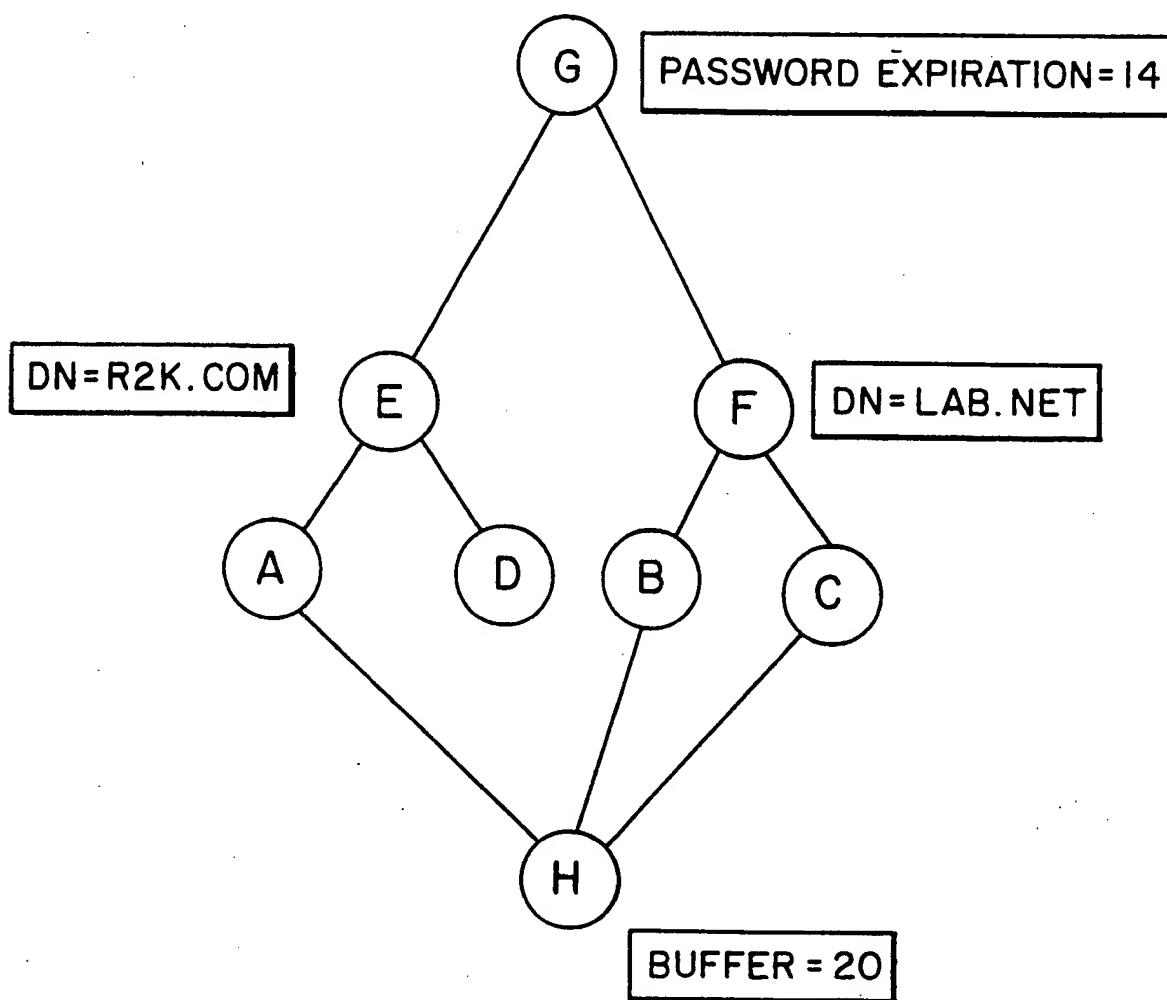 G
PASSWORD EXPIRATION=14
DN=R2K.COM
E
F
DN=LAB.NET
A
D
B
C
H
BUFFER=20